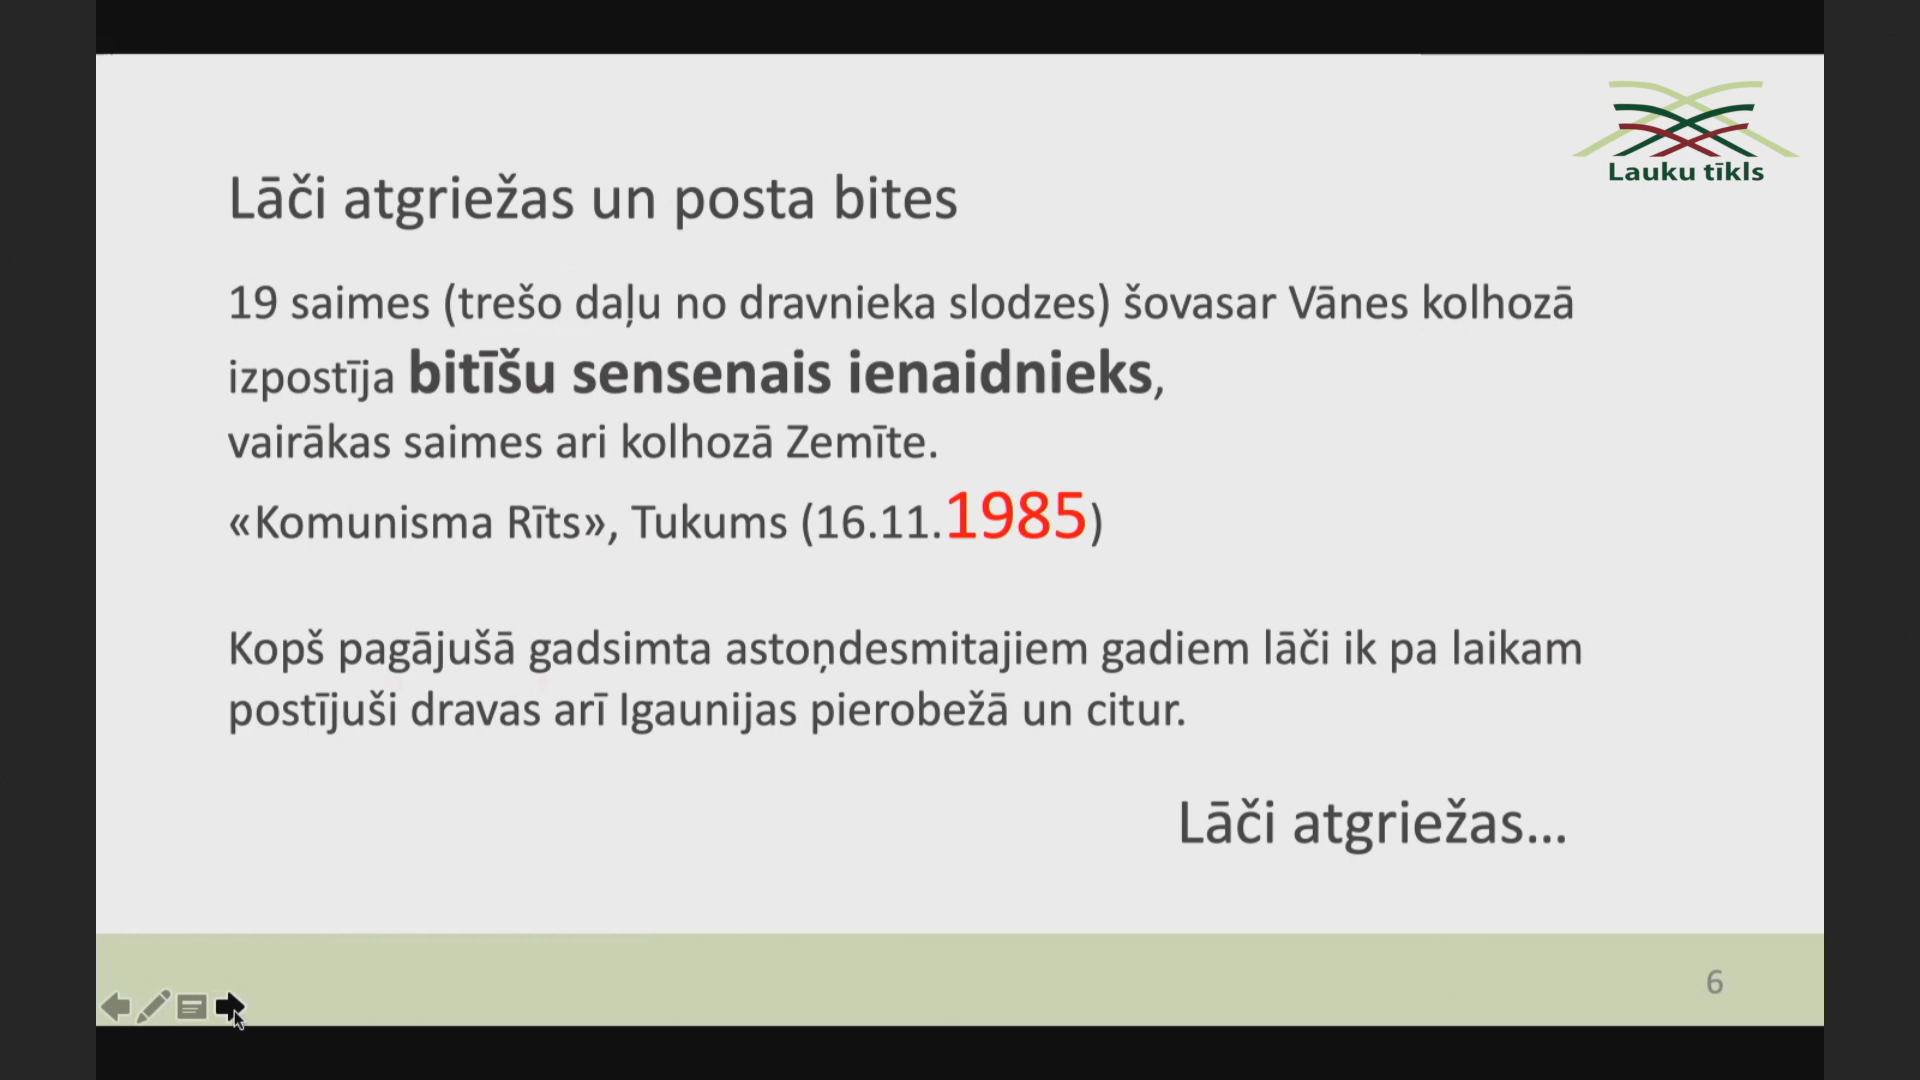 Lauku tīkls
Lāči atgriežas un posta bites
19 saimes (trešo daļu no dravnieka slodzes) šovasar Vānes kolhozā
izpostīja bitīšu sensenais ienaidnieks,
vairākas saimes ari kolhozā Zemīte.
«Komunisma Rīts», Tukums (16.11.1985)
Kopš pagājušā gadsimta astoņdesmitajiem gadiem lāči ik pa laikam
postījuši dravas arī Igaunijas pierobežā un citur.
Lāči atgriežas...
6